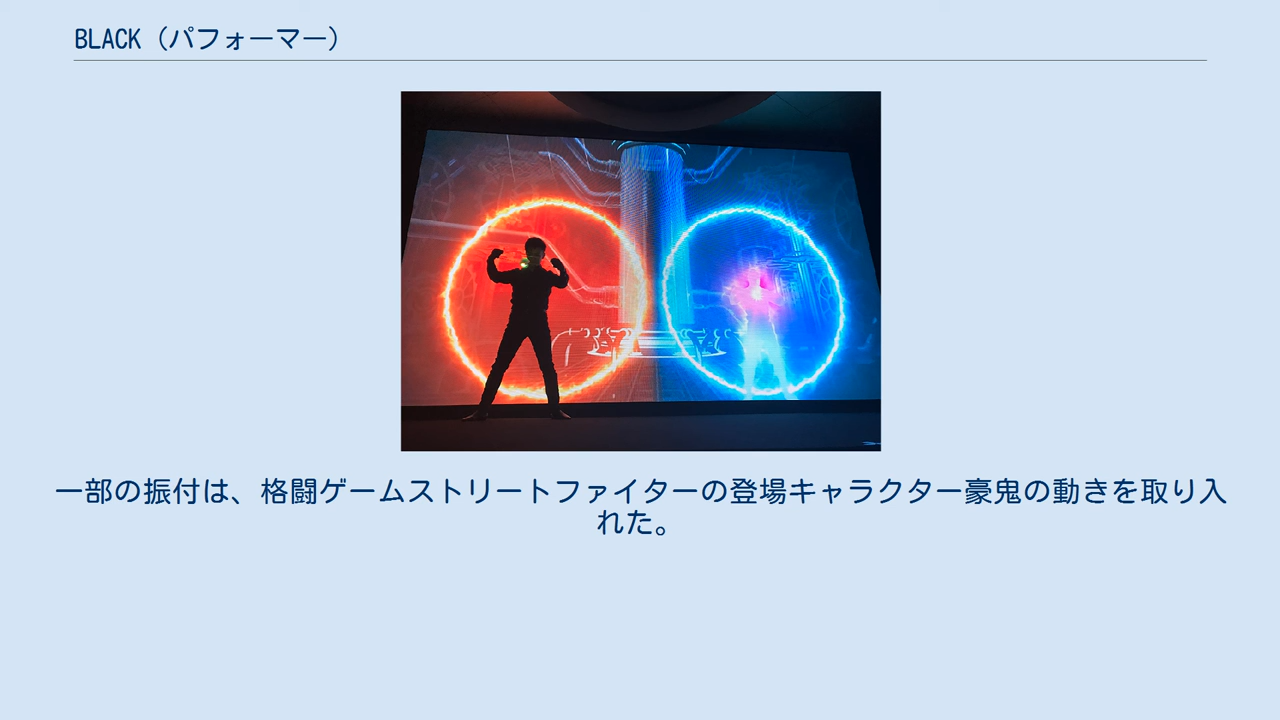 BLACK（パフォーマー）
一部の振付は、格闘ゲームストリートファイターの登場キャラクター豪鬼の動きを取り入
れた。